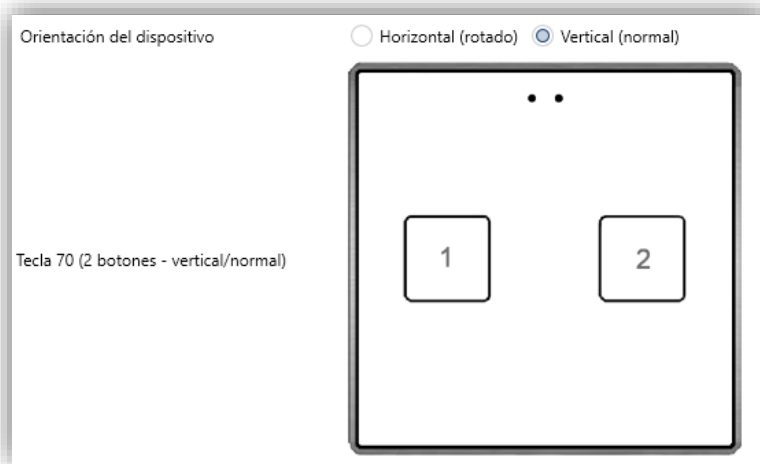 Orientación del dispositivo
Horizontal (rotado) Vertical (normal)
Tecla 70 (2 botones - vertical/normal)
1 2